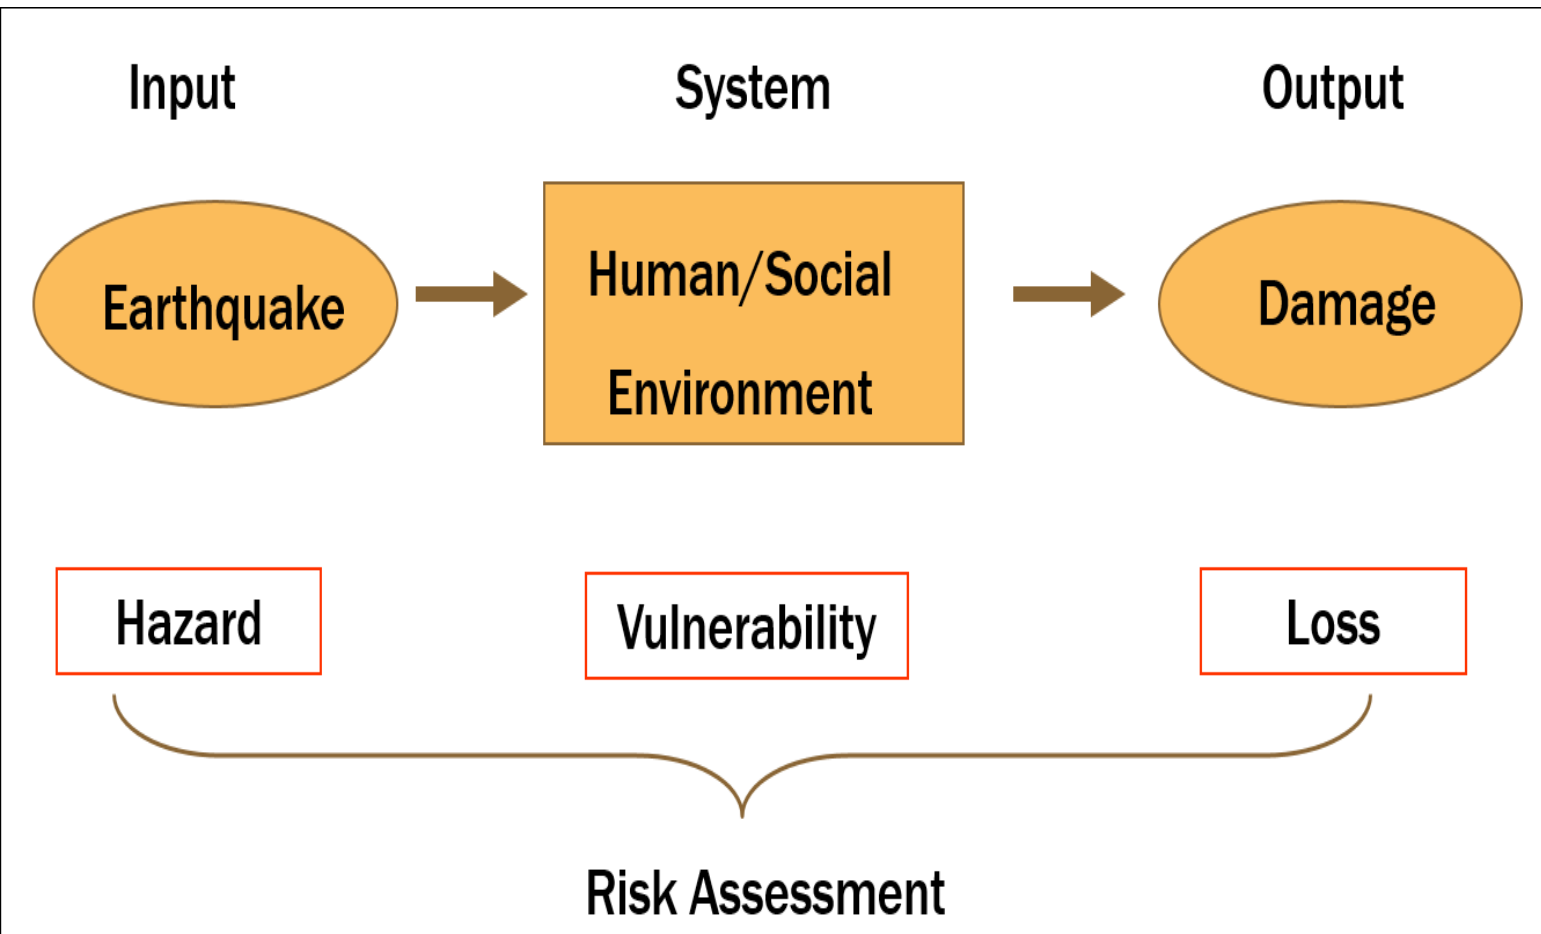 Input
System
Output
Earthquake
Human/Social
Environment
Damage
Hazard
Vulnerability
Loss
Risk Assessment